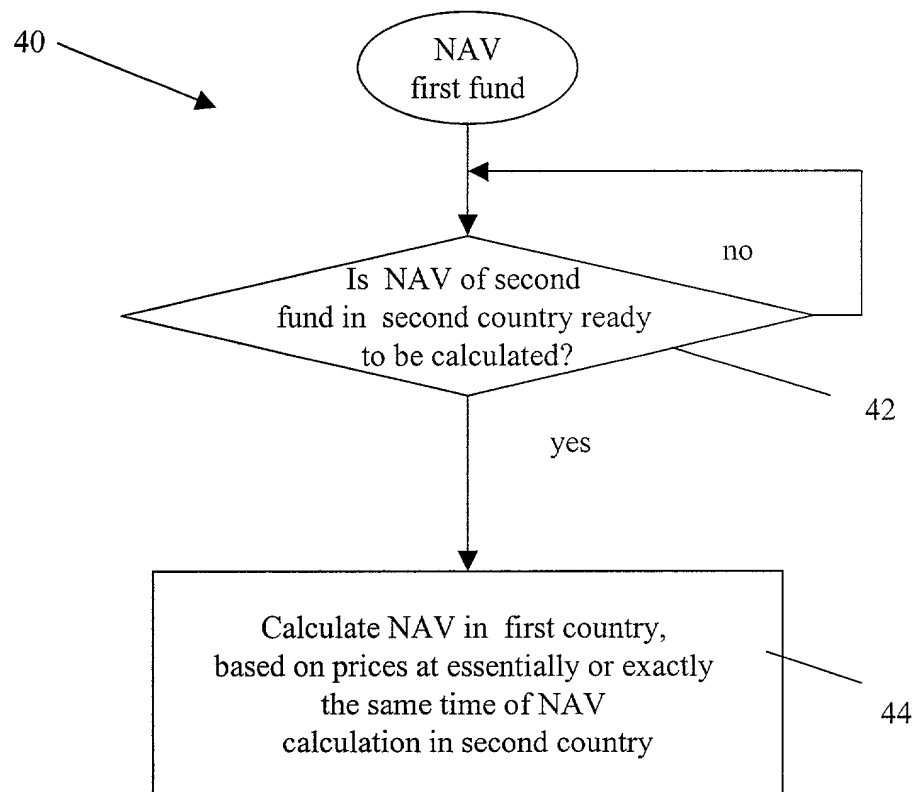 40
NAV
first fund
no
Is NAV of second
fund in second country ready
to be calculated?
42
yes
Calculate NAV in first country,
based on prices at essentially or exactly
the same time of NAV
calculation in second country
44